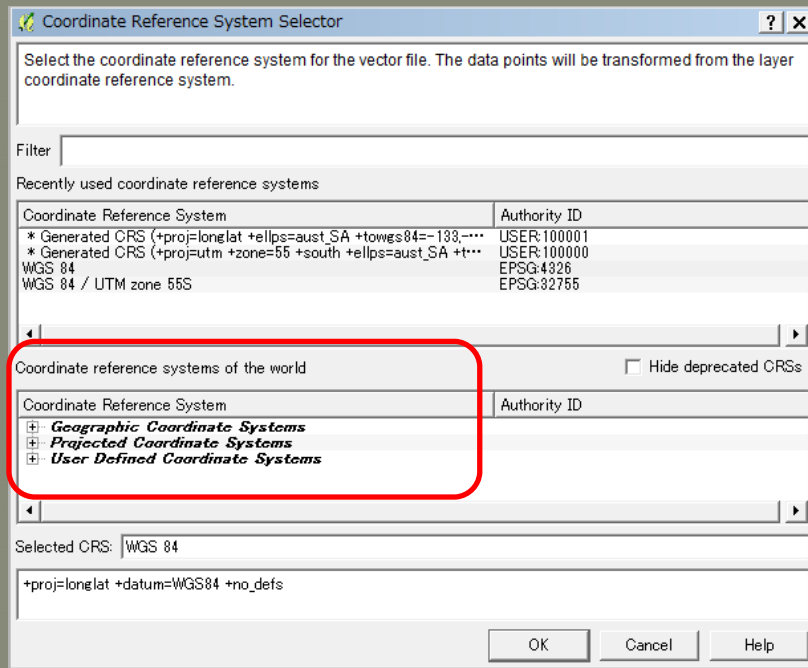 Coordinate Reference System Selector
Select the coordinate reference system for the vector file. The data points will be transformed from the layer
coordinate reference system.
Filter
Recently used coordinate reference systems
Coordinate Reference System Authority ID
* Generated CRS (+proj=longlat +ellps=aust_SA +towgs84=-133,-… USER:100001
* Generated CRS (+proj=utm +zone=55 +south +ellps=aust_SA +t… USER:100000
WGS 84 EPSG:4326
WGS 84 / UTM zone 55S EPSG:32755
Coordinate reference systems of the world Hide deprecated CRSs
Coordinate Reference System Authority ID
Geographic Coordinate Systems
Projected Coordinate Systems
User Defined Coordinate Systems
Selected CRS: WGS 84
+proj=longlat +datum=WGS84 +no_defs
OK Cancel Help